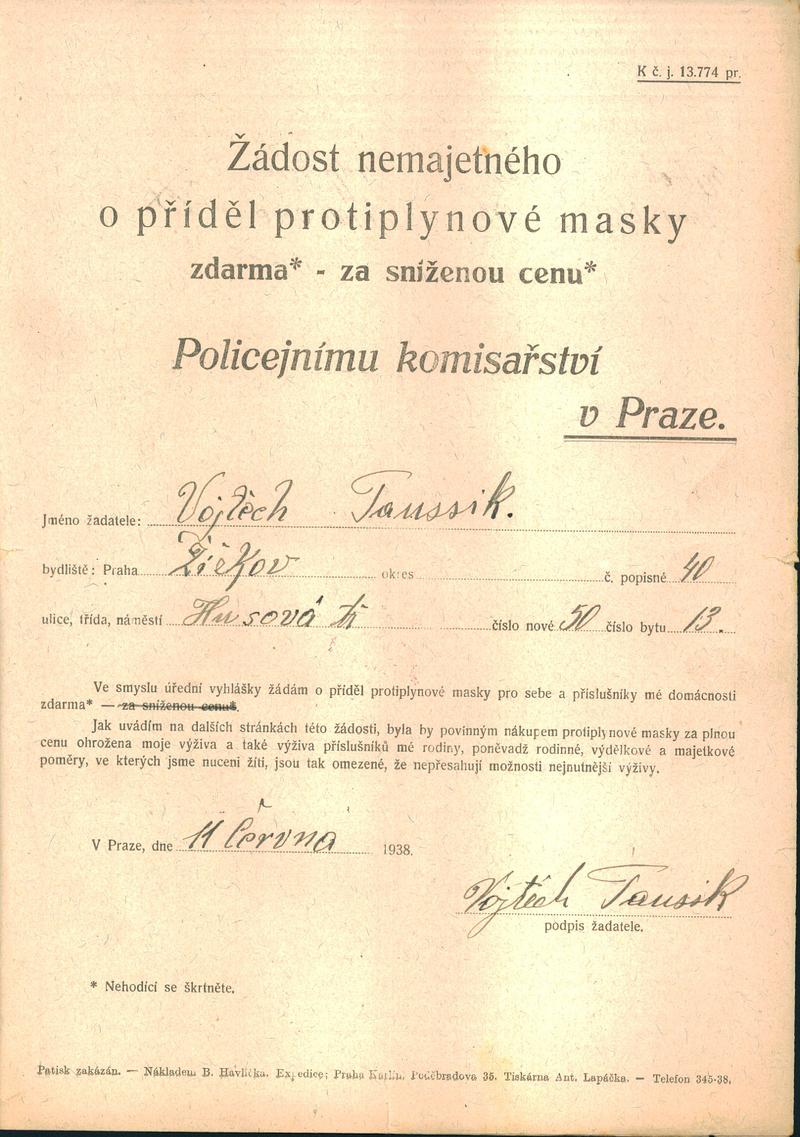 K č. j. 13.774 pr.
Žádost nemajetného
o příděl protiplynové masky
zdarma* - za sníženou cenu*
Policejnímu komisařství
v Praze.
Jméno žadatele: Vojtěch Taussik.
bydliště: Praha Žižkov okres č. popisné 40
ulice, třída, náměstí Husová tř číslo nové 50 číslo bytu 13.
Ve smyslu úřední vyhlášky žádám o příděl protiplynové masky pro sebe a příslušníky mé domácnosti
zdarma* — za sníženou cenu*.
Jak uvádím na dalších stránkách této žádosti, byla by povinným nákupem protiplynové masky za plnou
cenu ohrožena moje výživa a také výživa příslušníků mé rodiny, poněvadž rodinné, výdělkové a majetkové
poměry, ve kterých jsme nuceni žíti, jsou tak omezené, že nepřesahují možnosti nejnutnější výživy.
V Praze, dne 11 Června 1938.
Vojtěch Taussik
podpis žadatele.
* Nehodící se škrtněte.
Patisk zakázán. — Nákladem B. Havlíčka. Expedice; Praha Karlín, Poděbradova 35. Tiskárna Ant. Lapáčka. — Telefon 345-38.